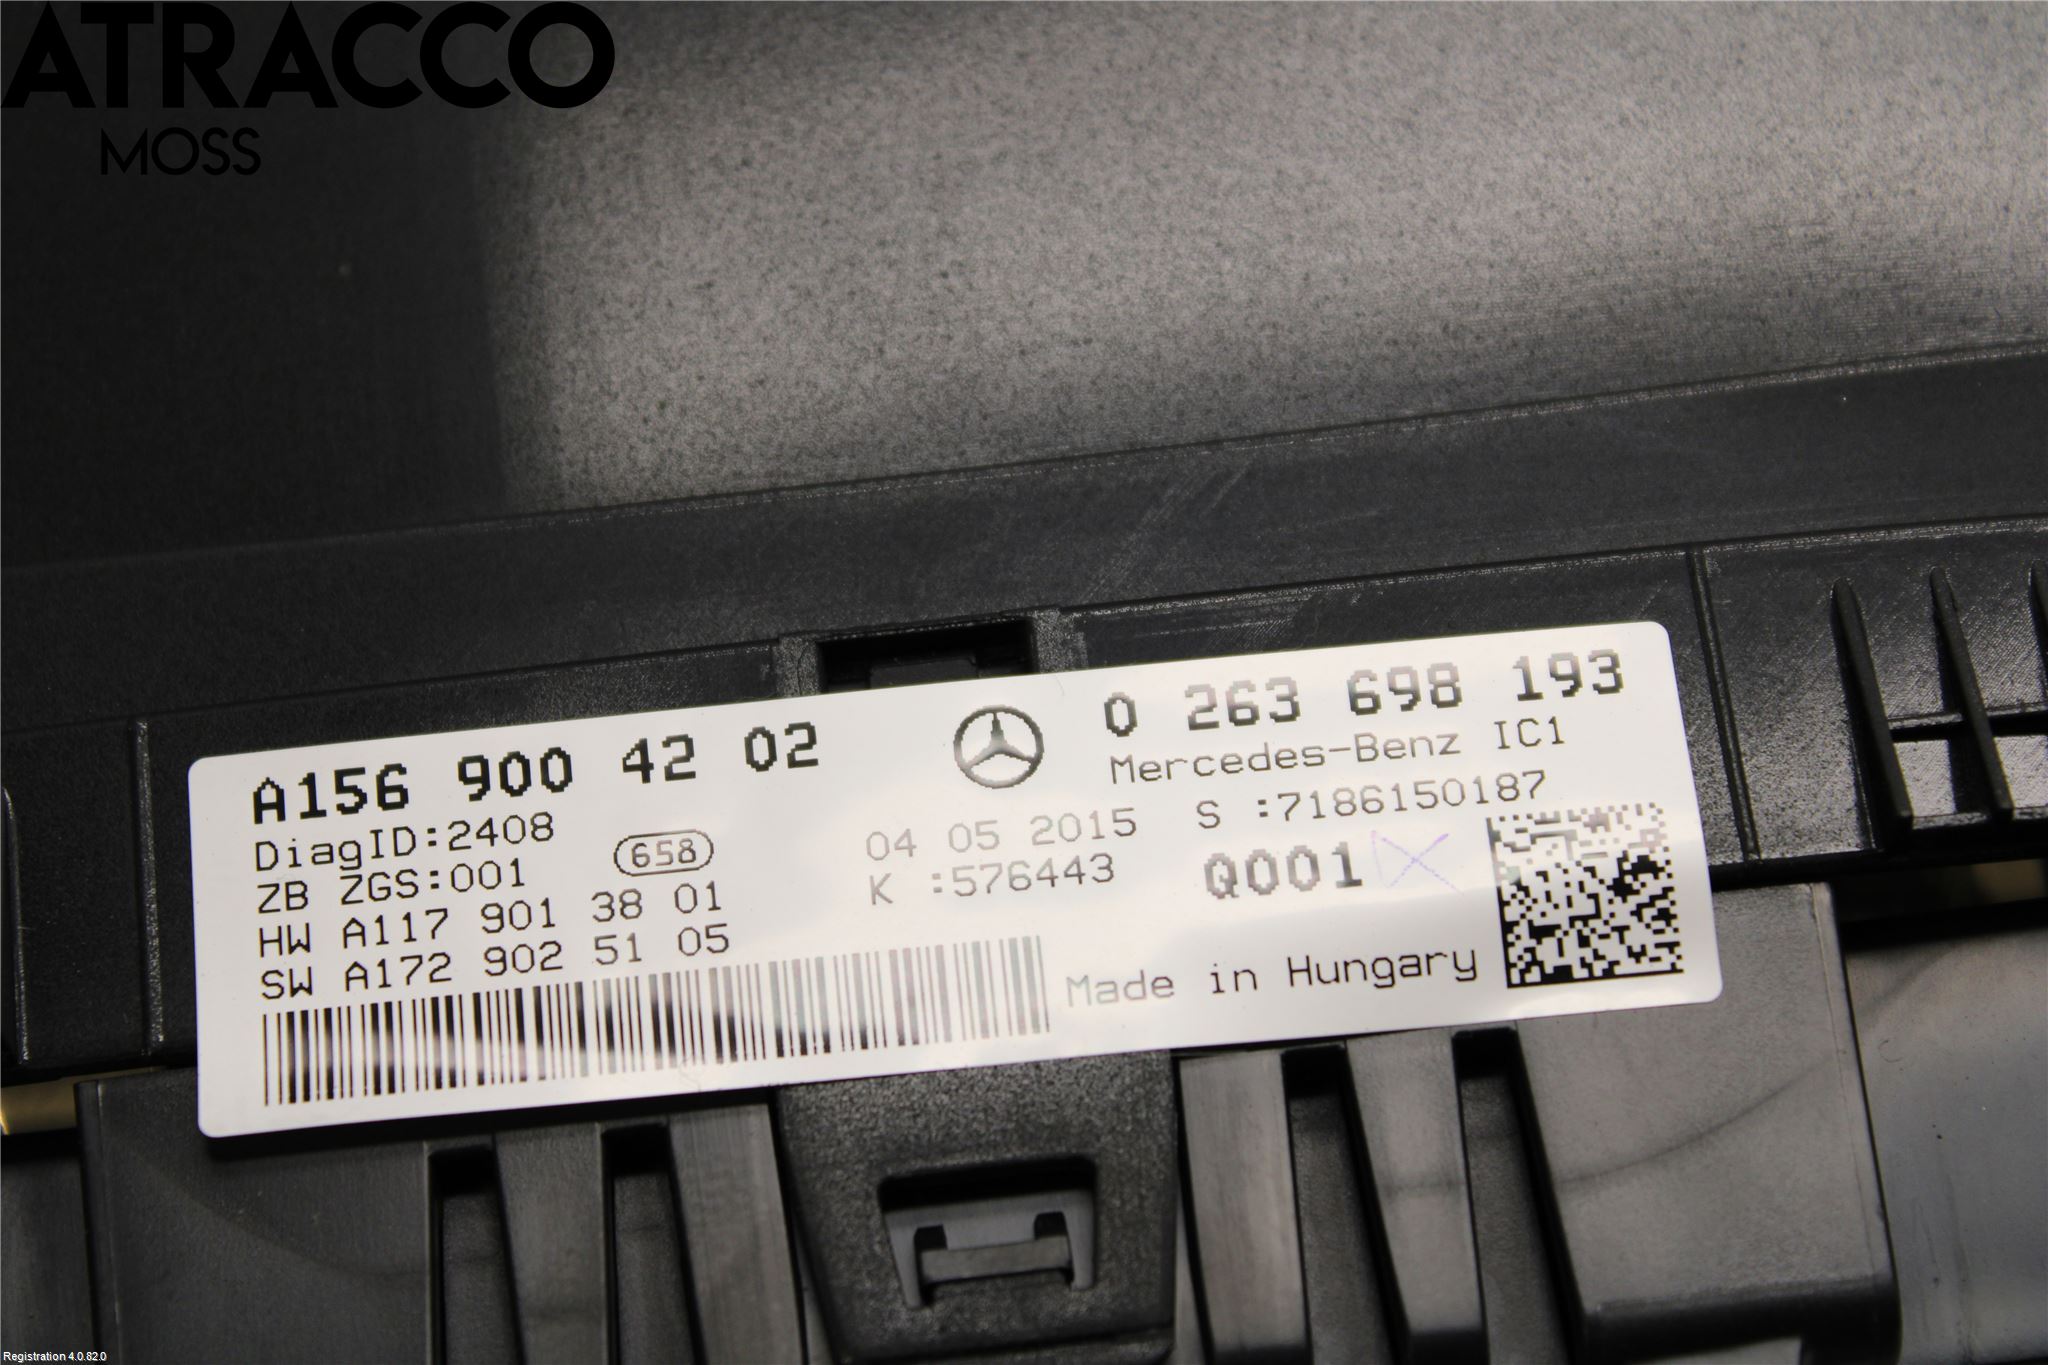 ATRACCO
MOSS
A156 900 42 02
DiagID:2408
ZB ZGS:001
658
HW A117 901 38 01
SW A172 902 51 05
04 05 2015
K :576443
0 263 698 193
Mercedes-Benz IC1
S :7186150187
Q001
Made in Hungary
Registration 4.0.82.0